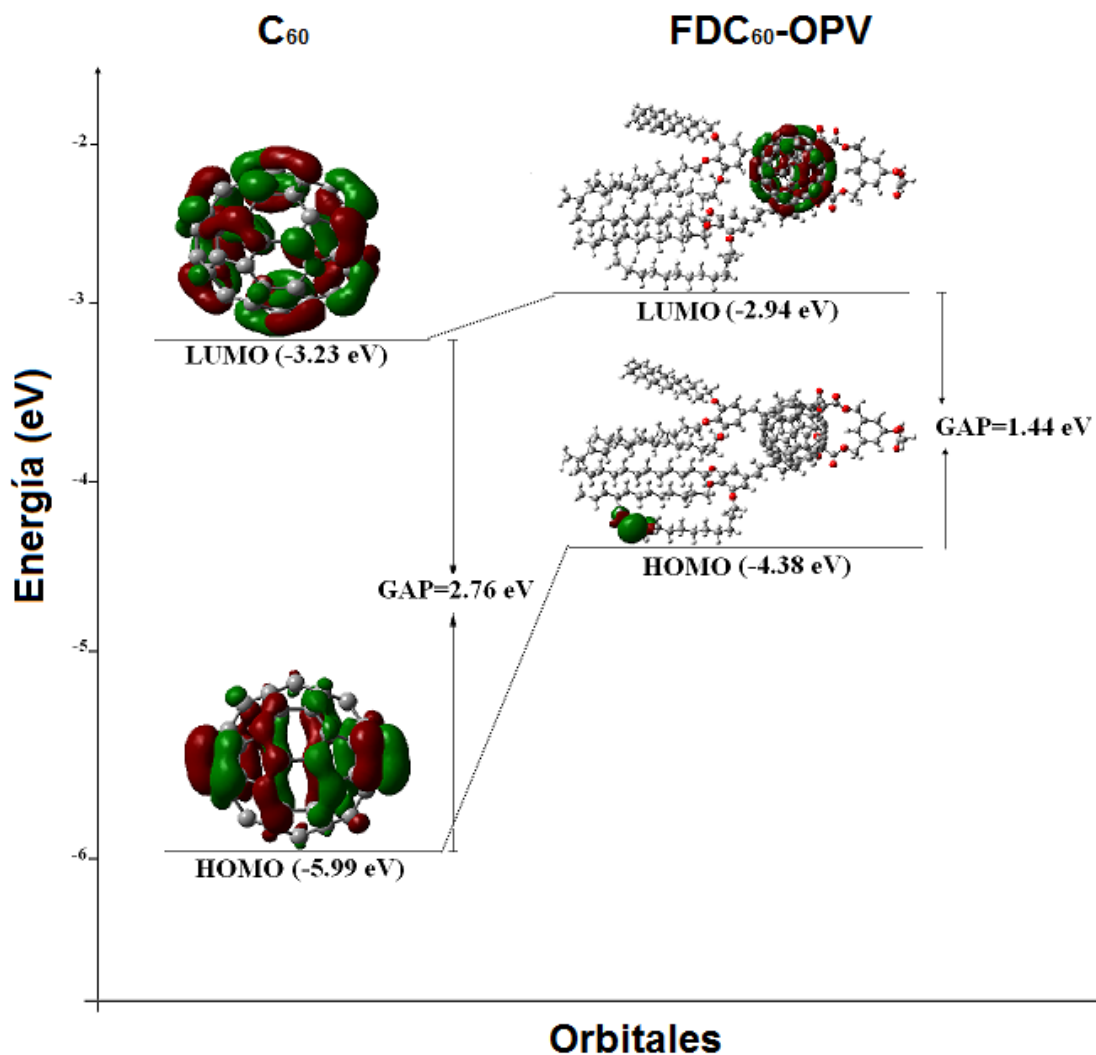 C₆₀
FDC₆₀-OPV
-2
-3
-4
-5
-6
Energía (eV)
LUMO (-3.23 eV)
LUMO (-2.94 eV)
GAP=1.44 eV
HOMO (-4.38 eV)
GAP=2.76 eV
HOMO (-5.99 eV)
Orbitales